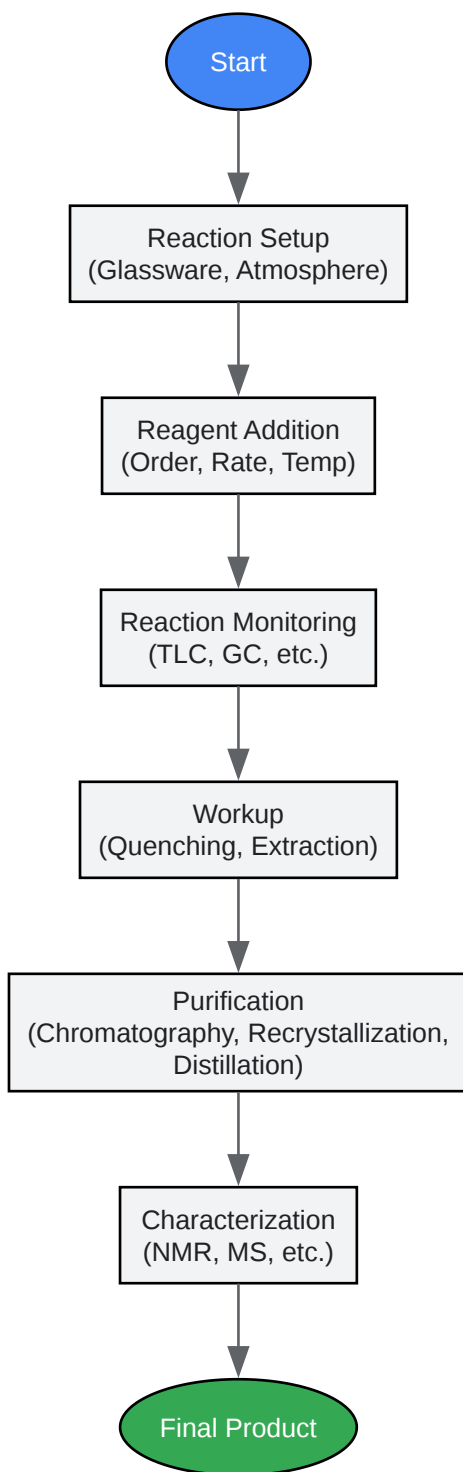 Start
Reaction Setup
(Glassware, Atmosphere)
Reagent Addition
(Order, Rate, Temp)
Reaction Monitoring
(TLC, GC, etc.)
Workup
(Quenching, Extraction)
Purification
(Chromatography, Recrystallization,
Distillation)
Characterization
(NMR, MS, etc.)
Final Product